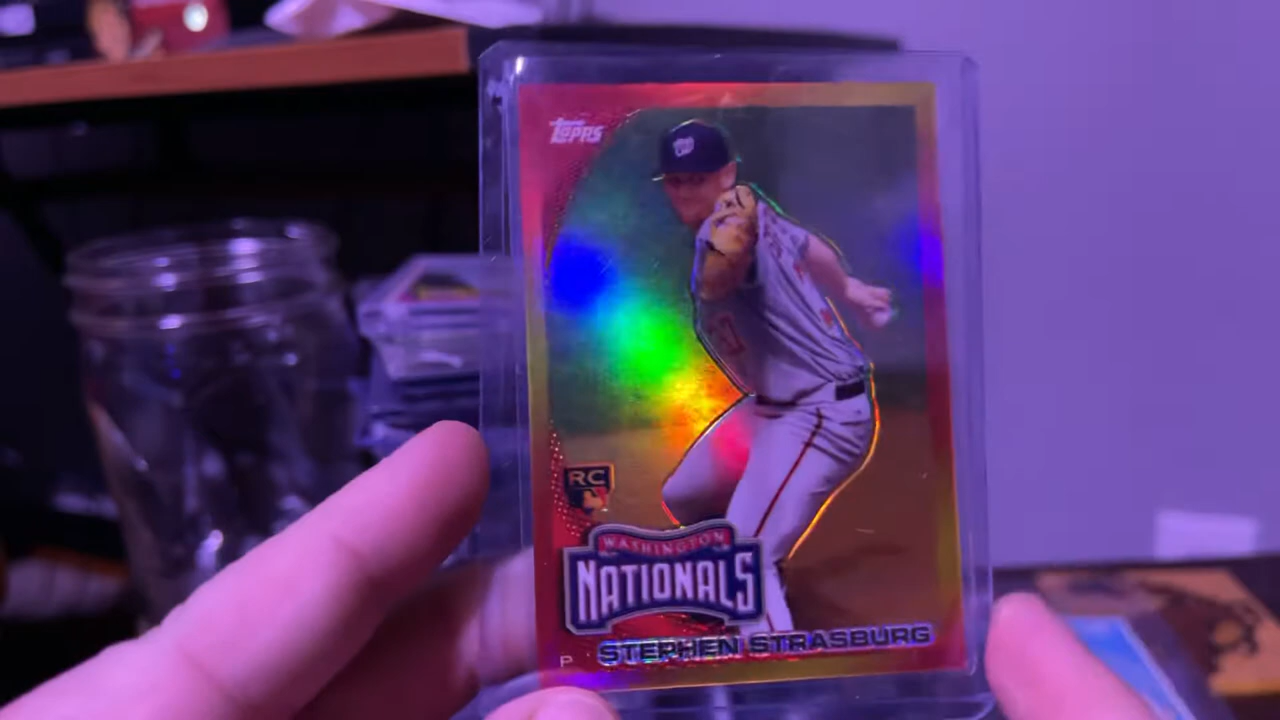 Topps
RC
WASHINGTON
NATIONALS
P STEPHEN STRASBURG